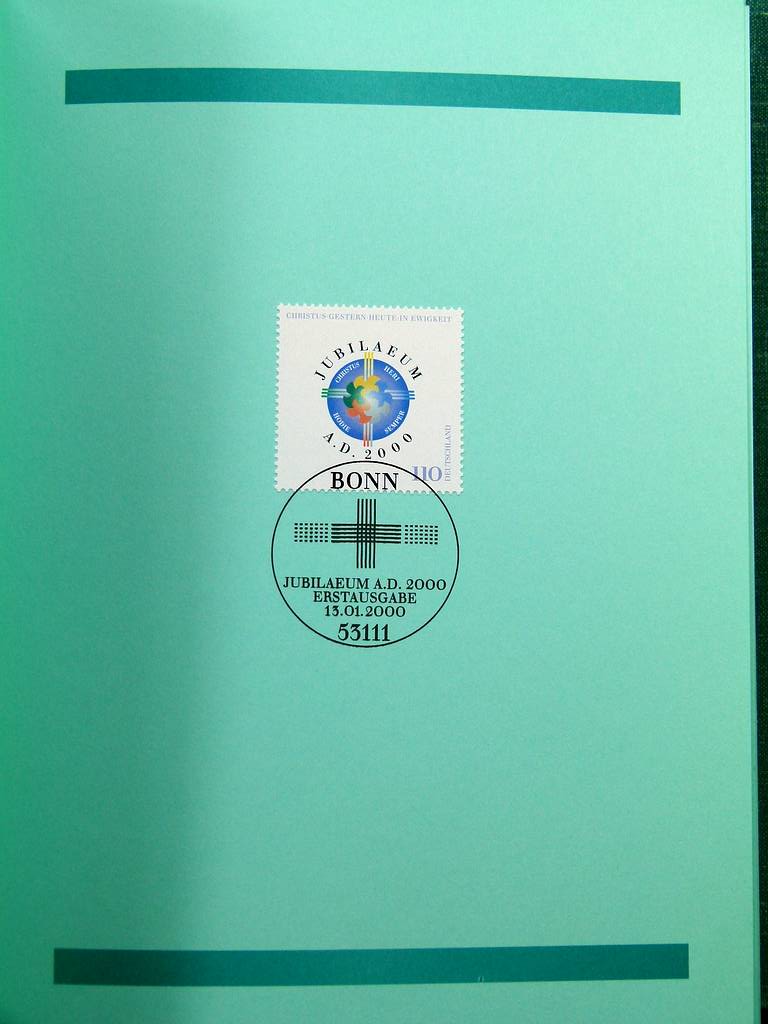 CHRISTUS·GESTERN·HEUTE·IN EWIGKEIT
JUBILAEUM
CHRISTUS HERI
HODIE SEMPER
A.D. 2000
110
DEUTSCHLAND
BONN
JUBILAEUM A.D. 2000
ERSTAUSGABE
13.01.2000
53111